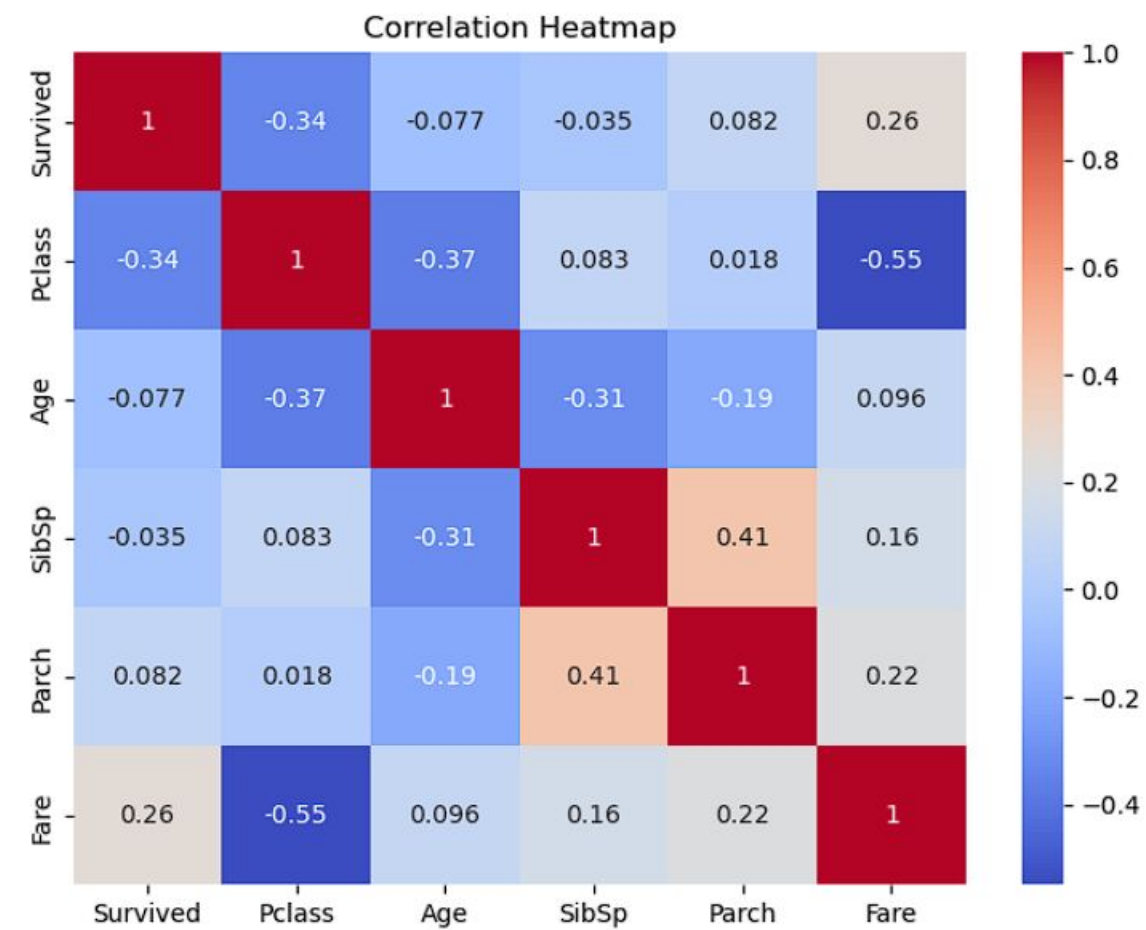 Correlation Heatmap
Survived 1 -0.34 -0.077 -0.035 0.082 0.26
Pclass -0.34 1 -0.37 0.083 0.018 -0.55
Age -0.077 -0.37 1 -0.31 -0.19 0.096
SibSp -0.035 0.083 -0.31 1 0.41 0.16
Parch 0.082 0.018 -0.19 0.41 1 0.22
Fare 0.26 -0.55 0.096 0.16 0.22 1
Survived Pclass Age SibSp Parch Fare
1.0
0.8
0.6
0.4
0.2
0.0
−0.2
−0.4